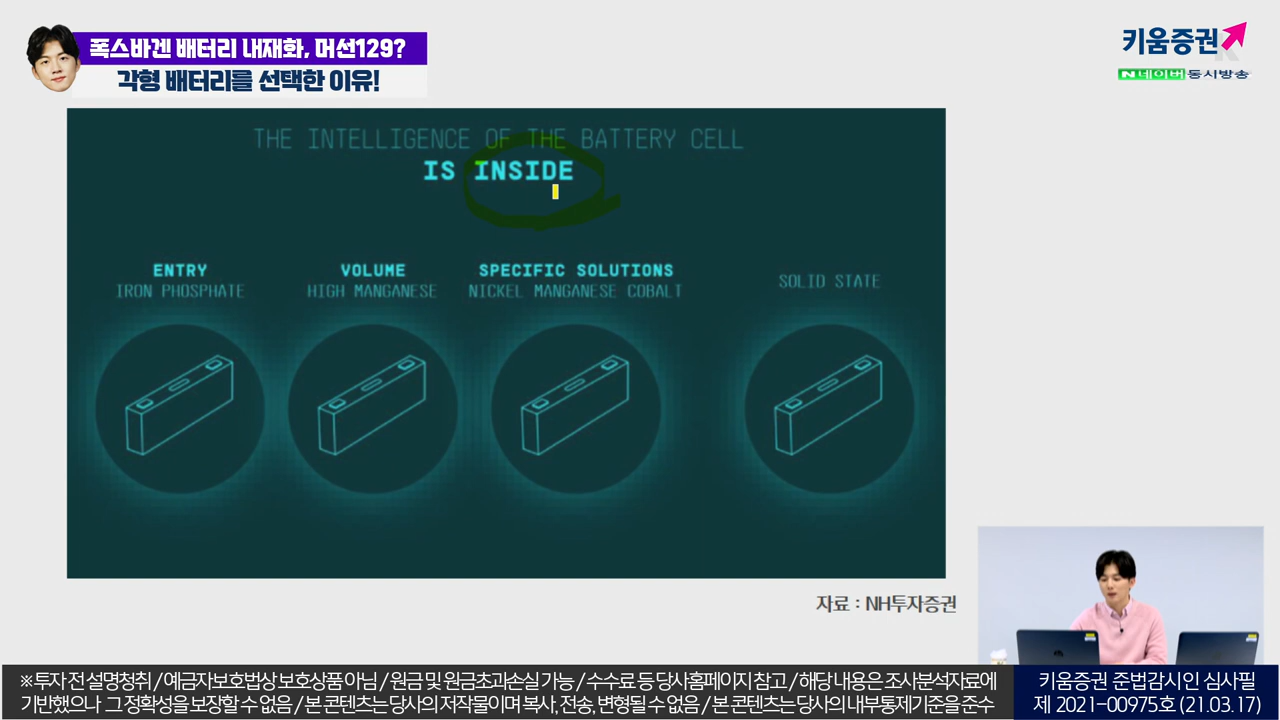 폭스바겐 배터리 내재화, 머선129?
각형 배터리를 선택한 이유!
키움증권
N 네이버 동시방송
THE INTELLIGENCE OF THE BATTERY CELL
IS INSIDE
ENTRY
IRON PHOSPHATE
VOLUME
HIGH MANGANESE
SPECIFIC SOLUTIONS
NICKEL MANGANESE COBALT
SOLID STATE
자료 : NH투자증권
※ 투자 전 설명청취 / 예금자보호법상 보호상품 아님 / 원금 및 원금초과손실 가능 / 수수료 등 당사홈페이지 참고 / 해당 내용은 조사분석자료에
기반했으나 그 정확성을 보장할 수 없음 / 본 콘텐츠는 당사의 저작물이며 복사, 전송, 변형될 수 없음 / 본 콘텐츠는 당사의 내부통제기준을 준수
키움증권 준법감시인 심사필
제 2021-00975호 (21.03.17)